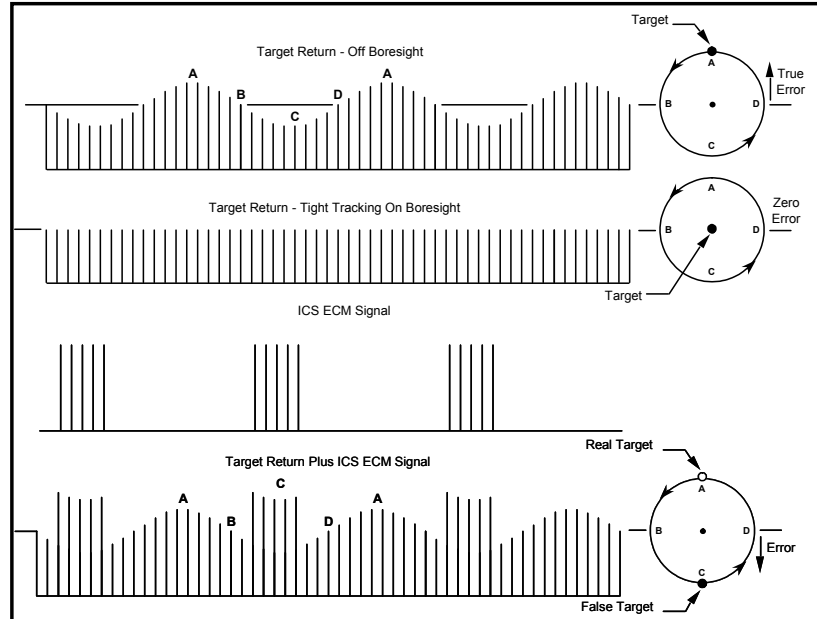 Target Return - Off Boresight
Target
A
B
C
D
A
A
B
D
C
True
Error
Target Return - Tight Tracking On Boresight
A
B
D
C
Zero
Error
Target
ICS ECM Signal
Real Target
Target Return Plus ICS ECM Signal
A
B
C
D
A
A
B
D
C
Error
False Target